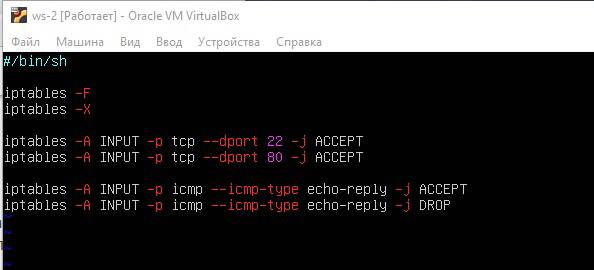 ws-2 [Работает] - Oracle VM VirtualBox
Файл Машина Вид Ввод Устройства Справка
#/bin/sh
iptables -F
iptables -X
iptables -A INPUT -p tcp --dport 22 -j ACCEPT
iptables -A INPUT -p tcp --dport 80 -j ACCEPT
iptables -A INPUT -p icmp --icmp-type echo-reply -j ACCEPT
iptables -A INPUT -p icmp --icmp-type echo-reply -j DROP
~
~
~
~